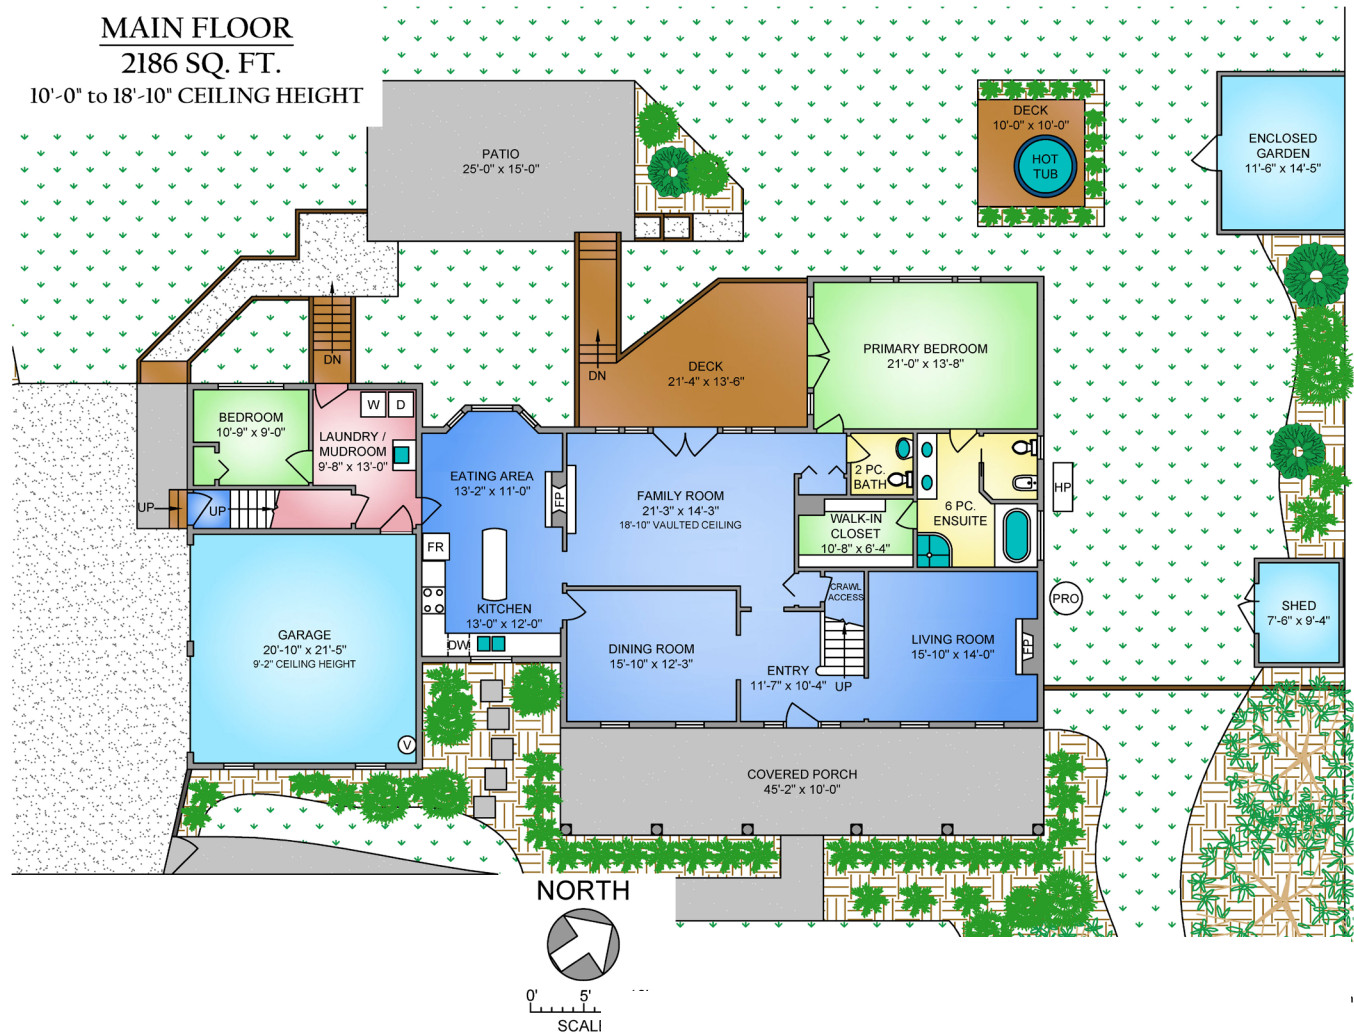 MAIN FLOOR
2186 SQ. FT.
10'-0" to 18'-10" CEILING HEIGHT
PATIO
25'-0" x 15'-0"
DECK
10'-0" x 10'-0"
HOT
TUB
ENCLOSED
GARDEN
11'-6" x 14'-5"
DN
DN
DECK
21'-4" x 13'-6"
PRIMARY BEDROOM
21'-0" x 13'-8"
BEDROOM
10'-9" x 9'-0"
W
D
LAUNDRY /
MUDROOM
9'-8" x 13'-0"
EATING AREA
13'-2" x 11'-0"
FP
FAMILY ROOM
21'-3" x 14'-3"
18'-10" VAULTED CEILING
2 PC.
BATH
6 PC.
ENSUITE
HP
UP
UP
WALK-IN
CLOSET
10'-8" x 6'-4"
FR
CRAWL
ACCESS
PRO
SHED
7'-6" x 9'-4"
KITCHEN
13'-0" x 12'-0"
DW
GARAGE
20'-10" x 21'-5"
9'-2" CEILING HEIGHT
DINING ROOM
15'-10" x 12'-3"
ENTRY
11'-7" x 10'-4"
UP
LIVING ROOM
15'-10" x 14'-0"
FP
V
COVERED PORCH
45'-2" x 10'-0"
NORTH
0' 5'
SCAL